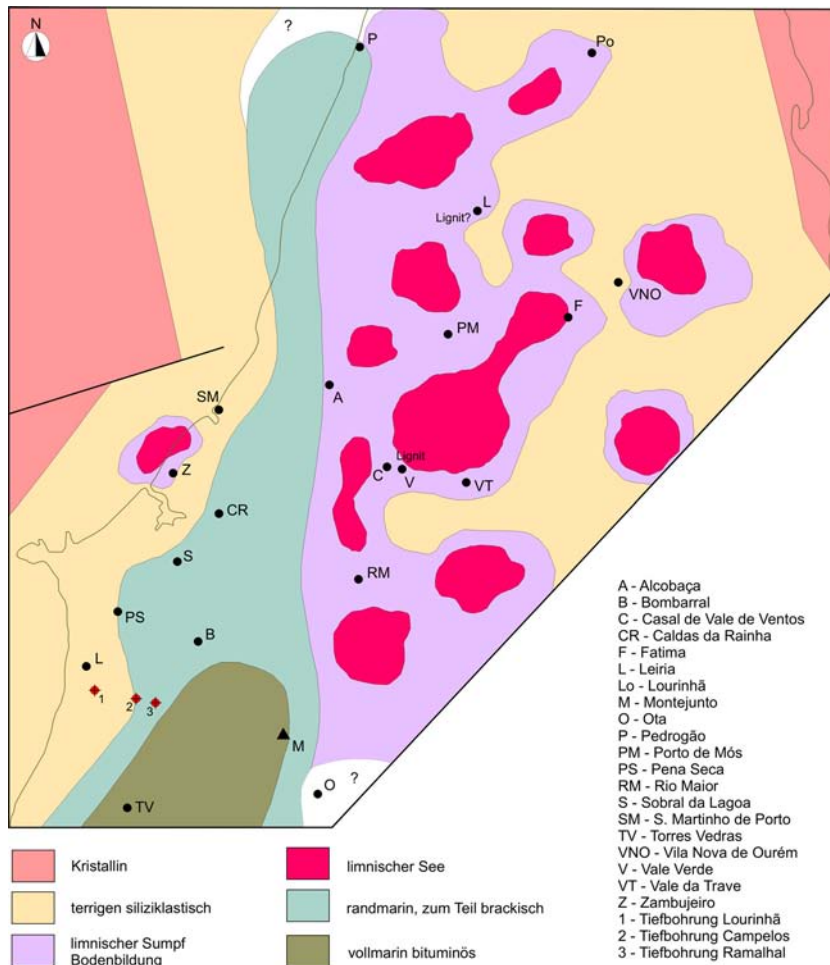 N
?
P
Po
L
Lignit?
VNO
F
PM
SM
A
Lignit
Z
C
V
VT
CR
S
RM
PS
B
L
1
2
3
M
?
O
TV
A - Alcobaça
B - Bombarral
C - Casal de Vale de Ventos
CR - Caldas da Rainha
F - Fatima
L - Leiria
Lo - Lourinhã
M - Montejunto
O - Ota
P - Pedrogão
PM - Porto de Mós
PS - Pena Seca
RM - Rio Maior
S - Sobral da Lagoa
SM - S. Martinho de Porto
TV - Torres Vedras
VNO - Vila Nova de Ourém
V - Vale Verde
VT - Vale da Trave
Z - Zambujeiro
1 - Tiefbohrung Lourinhã
2 - Tiefbohrung Campelos
3 - Tiefbohrung Ramalhal
Kristallin
limnischer See
terrigen siliziklastisch
randmarin, zum Teil brackisch
limnischer Sumpf
Bodenbildung
vollmarin bituminös